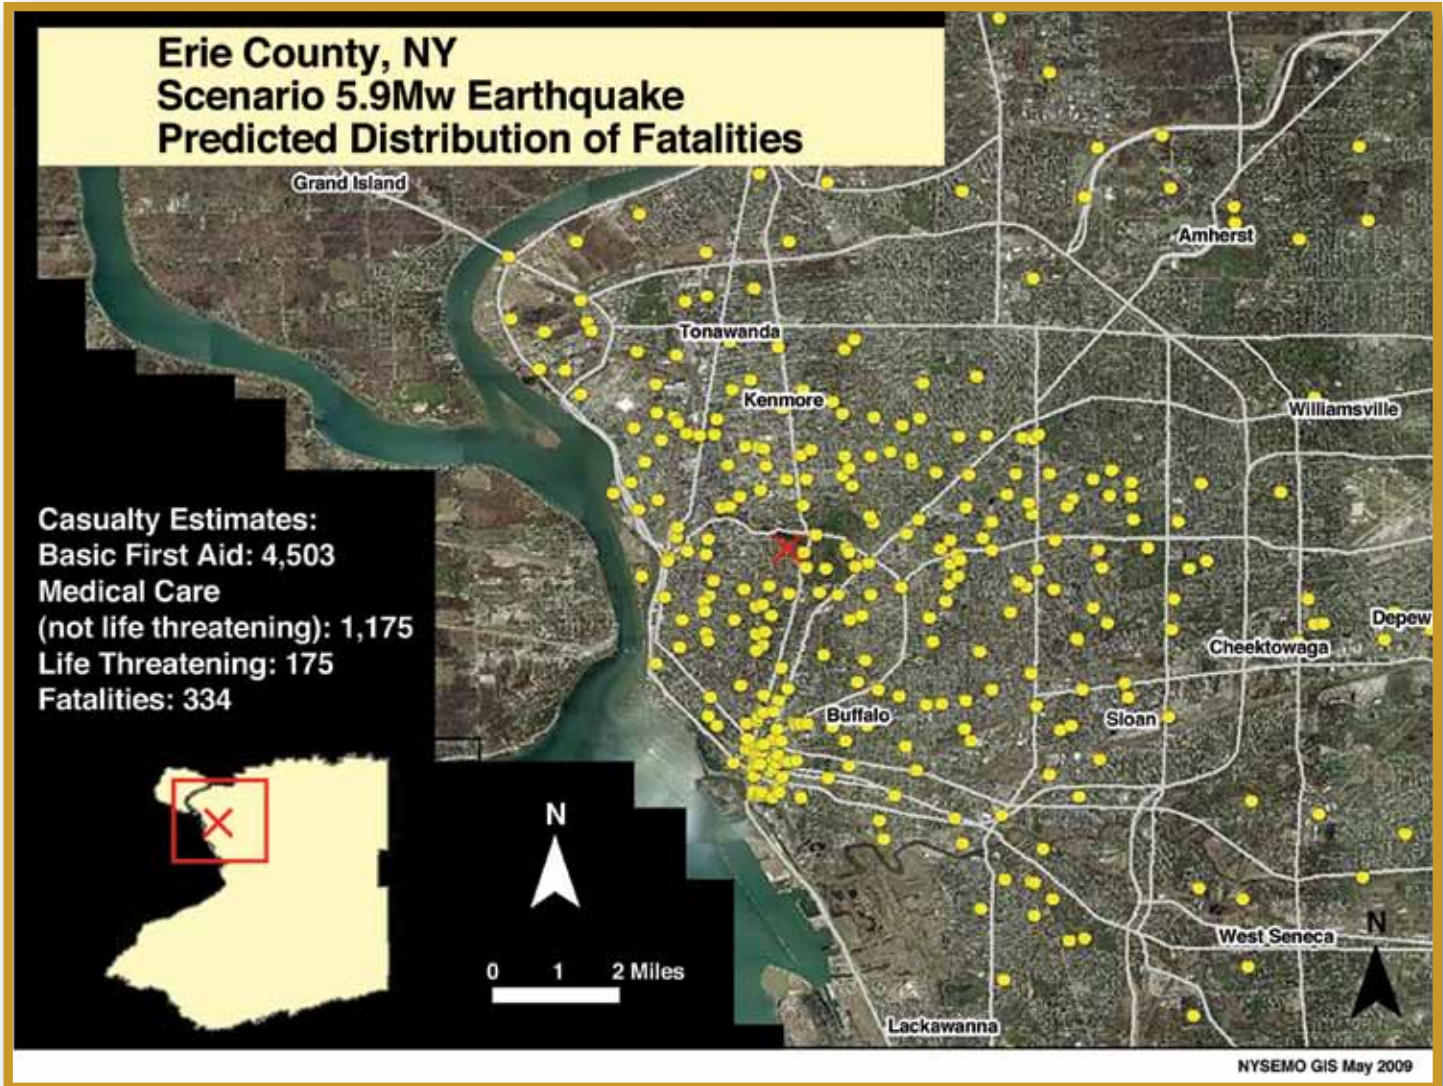 Erie County, NY
Scenario 5.9Mw Earthquake
Predicted Distribution of Fatalities
Grand Island
Amherst
Tonawanda
Kenmore
Williamsville
Casualty Estimates:
Basic First Aid: 4,503
Medical Care
(not life threatening): 1,175
Life Threatening: 175
Fatalities: 334
Depew
Cheektowaga
Buffalo
Sloan
N
0 1 2 Miles
West Seneca
N
Lackawanna
NYSEMO GIS May 2009